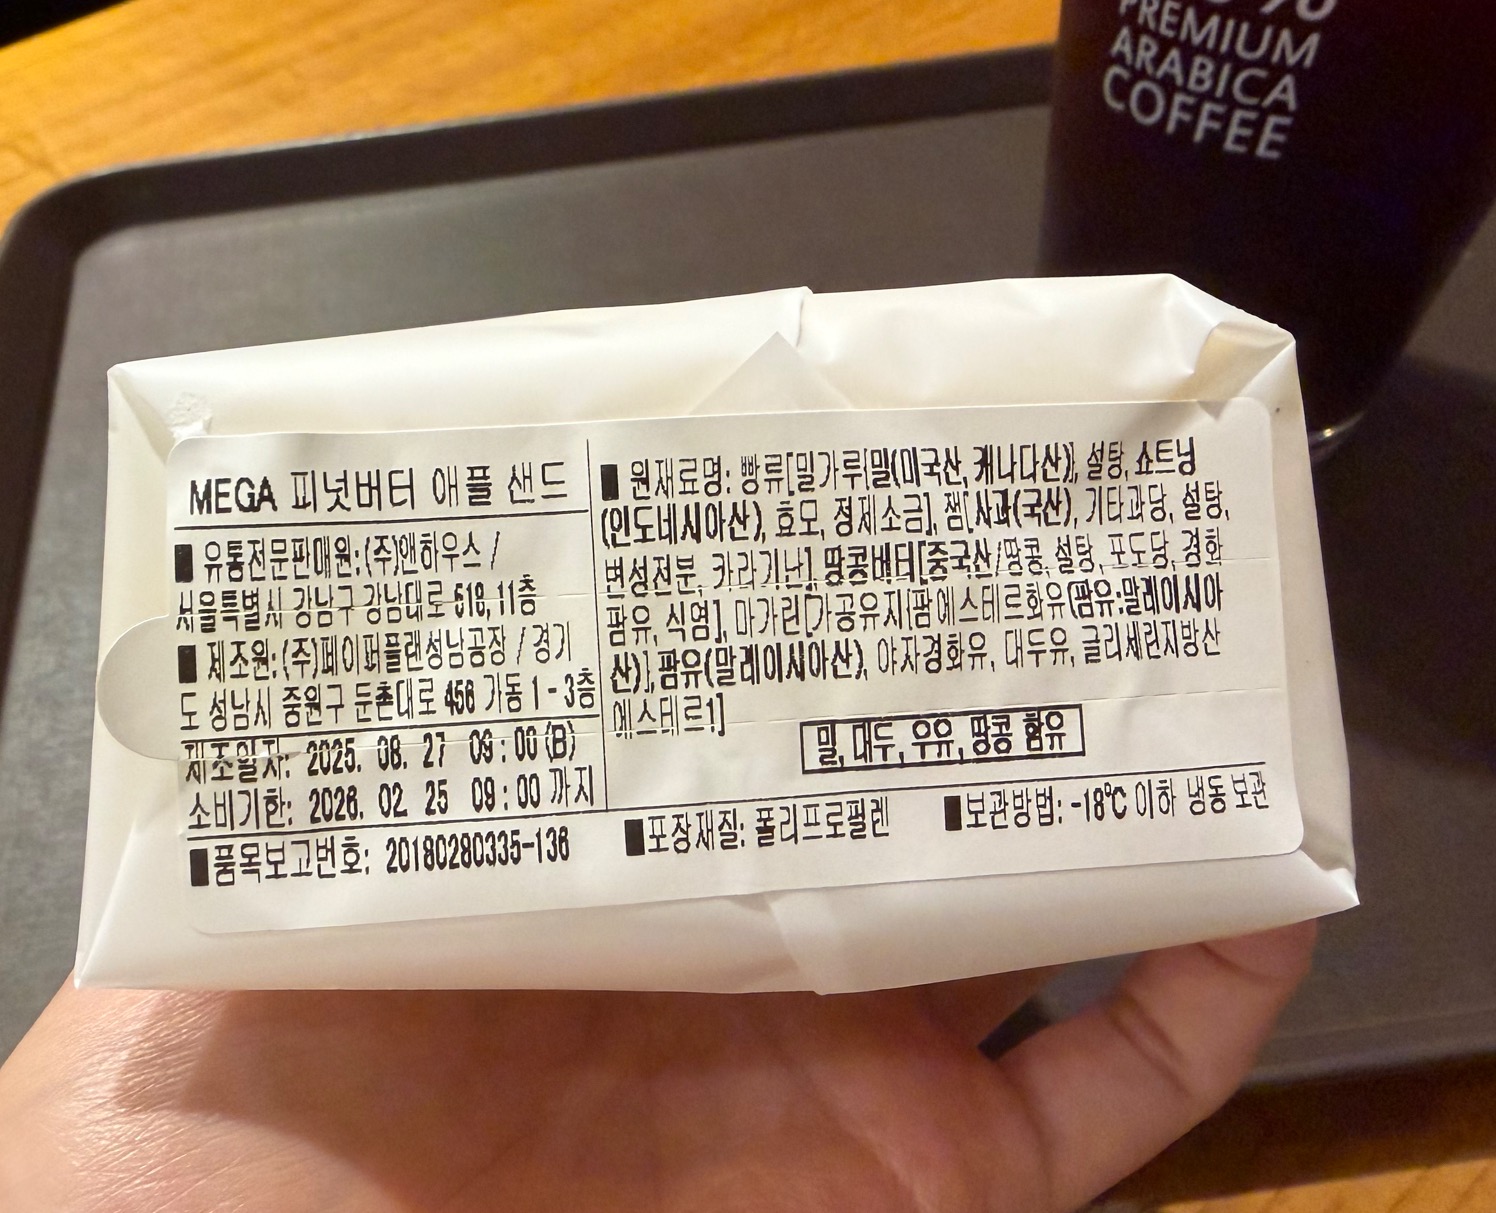 PREMIUM
ARABICA
COFFEE
MEGA 피넛버터 애플 샌드
■ 유통전문판매원:(주)앤하우스 /
서울특별시 강남구 강남대로 618, 11층
■ 제조원:(주)페이퍼플랜성남공장 / 경기
도 성남시 중원구 둔촌대로 456 가동 1-3층
제조일자: 2025. 08. 27 09:00 (B)
소비기한: 2026. 02 25 09:00 까지
■품목보고번호: 20180280335-136
■ 원재료명: 빵류[밀가루{밀(미국산, 캐나다산)}, 설탕, 쇼트닝
(인도네시아산), 효모, 정제소금], 잼[사과(국산), 기타과당, 설탕,
변성전분, 카라기난], 땅콩버터[중국산/땅콩, 설탕, 포도당, 경화
팜유, 식염], 마가린[가공유지{팜에스테르화유(팜유:말레이시아
산)}, 팜유(말레이시아산), 야자경화유, 대두유, 글리세린지방산
에스테르1]
밀, 대두, 우유, 땅콩 함유
■포장재질: 폴리프로필렌
■보관방법: -18℃ 이하 냉동 보관